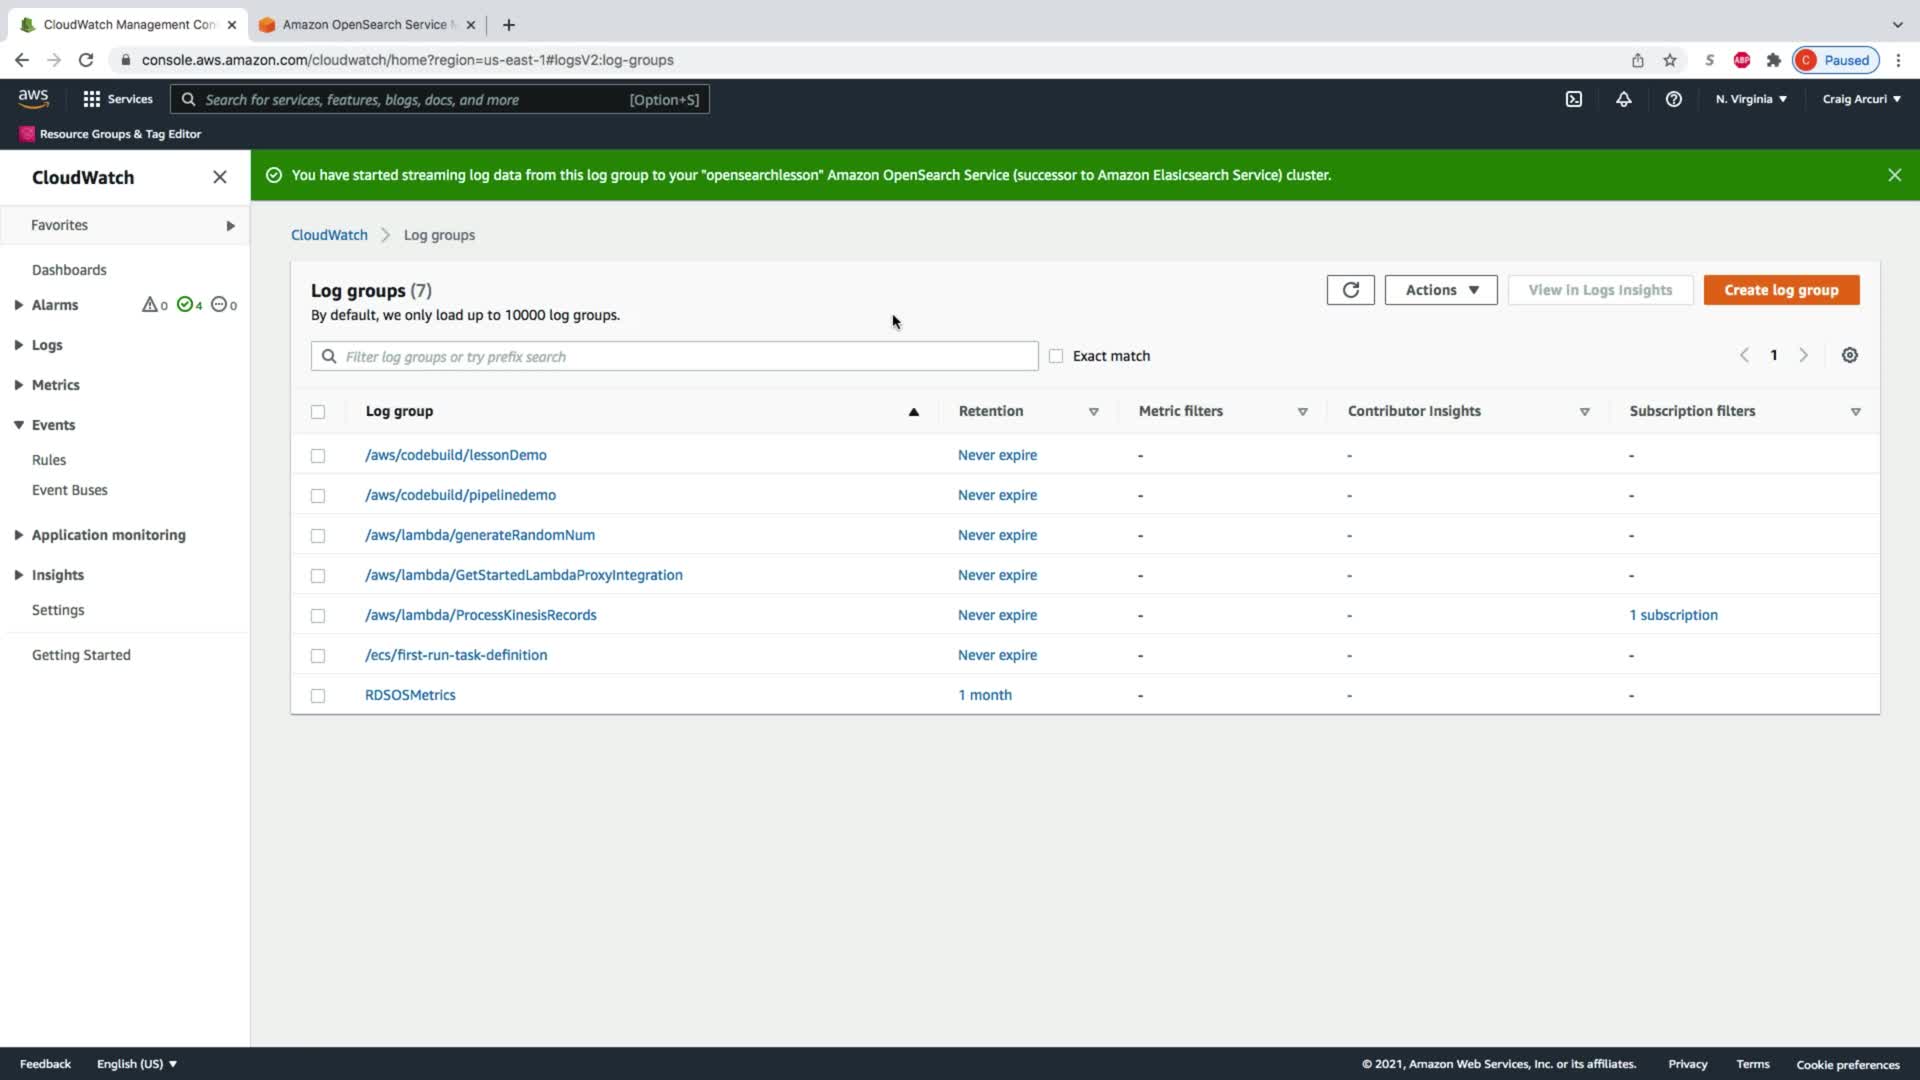 CloudWatch Management Con
Amazon OpenSearch Service M
console.aws.amazon.com/cloudwatch/home?region=us-east-1#logsV2:log-groups
S
ABP
C Paused
aws
Services
Search for services, features, blogs, docs, and more [Option+S]
N. Virginia ▼
Craig Arcuri ▼
Resource Groups & Tag Editor
CloudWatch
You have started streaming log data from this log group to your "opensearchlesson" Amazon OpenSearch Service (successor to Amazon Elasicsearch Service) cluster.
Favorites
Dashboards
Alarms 0 4 0
Logs
Metrics
Events
Rules
Event Buses
Application monitoring
Insights
Settings
Getting Started
CloudWatch > Log groups
Log groups (7)
By default, we only load up to 10000 log groups.
Actions ▼
View in Logs Insights
Create log group
Filter log groups or try prefix search
Exact match
< 1 >
Log group Retention Metric filters Contributor Insights Subscription filters
/aws/codebuild/lessonDemo Never expire - - -
/aws/codebuild/pipelinedemo Never expire - - -
/aws/lambda/generateRandomNum Never expire - - -
/aws/lambda/GetStartedLambdaProxyIntegration Never expire - - -
/aws/lambda/ProcessKinesisRecords Never expire - - 1 subscription
/ecs/first-run-task-definition Never expire - - -
RDSOSMetrics 1 month - - -
Feedback English (US) ▼
© 2021, Amazon Web Services, Inc. or its affiliates. Privacy Terms Cookie preferences